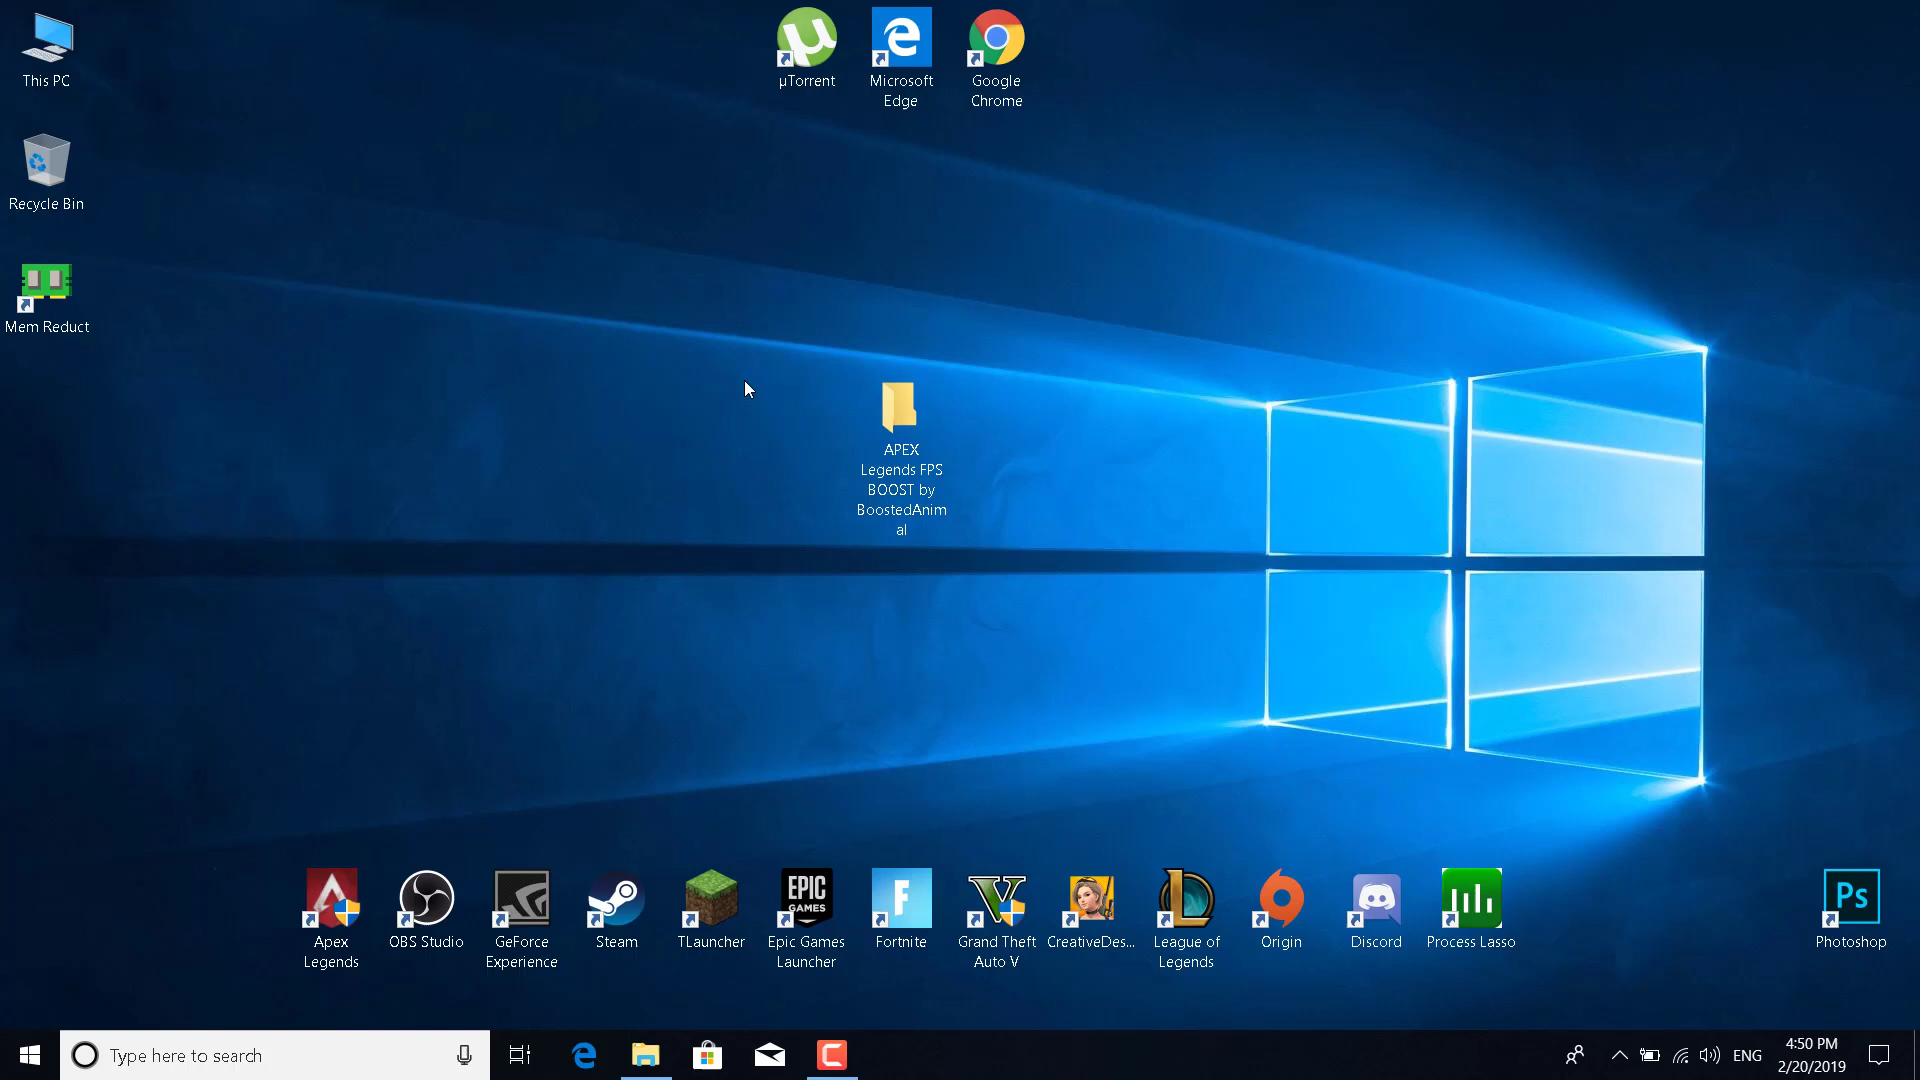 This PC
µTorrent
Microsoft
Edge
Google
Chrome
Recycle Bin
Mem Reduct
APEX
Legends FPS
BOOST by
BoostedAnim
al
EPIC
GAMES
F
V
L
Ps
Apex
Legends
OBS Studio
GeForce
Experience
Steam
TLauncher
Epic Games
Launcher
Fortnite
Grand Theft
Auto V
CreativeDes...
League of
Legends
Origin
Discord
Process Lasso
Photoshop
Type here to search
ENG
4:50 PM
2/20/2019